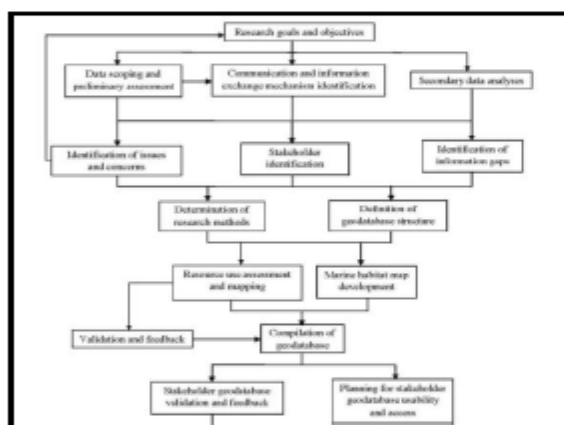 Research goals and objectives
Data scoping and
preliminary assessment
Communication and information
exchange mechanism identification
Secondary data analyses
Identification of issues
and concerns
Stakeholder
identification
Identification of
information gaps
Determination of
research methods
Definition of
geodatabase structure
Resource use assessment
and mapping
Marine habitat map
development
Validation and feedback
Compilation of
geodatabase
Stakeholder geodatabase
validation and feedback
Planning for stakeholder
geodatabase usability
and access